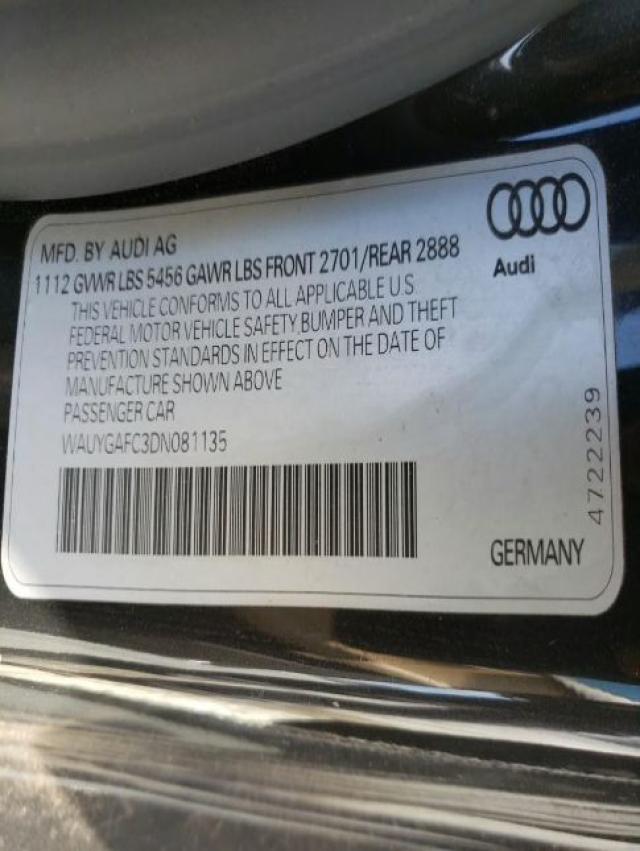 MFD. BY AUDI AG
1112 GVWR LBS 5456 GAWR LBS FRONT 2701/REAR 2888
THIS VEHICLE CONFORMS TO ALL APPLICABLE U.S
FEDERAL MOTOR VEHICLE SAFETY, BUMPER AND THEFT
PREVENTION STANDARDS IN EFFECT ON THE DATE OF
MANUFACTURE SHOWN ABOVE
PASSENGER CAR
WAUYGAFC3DN081135
Audi
4722239
GERMANY